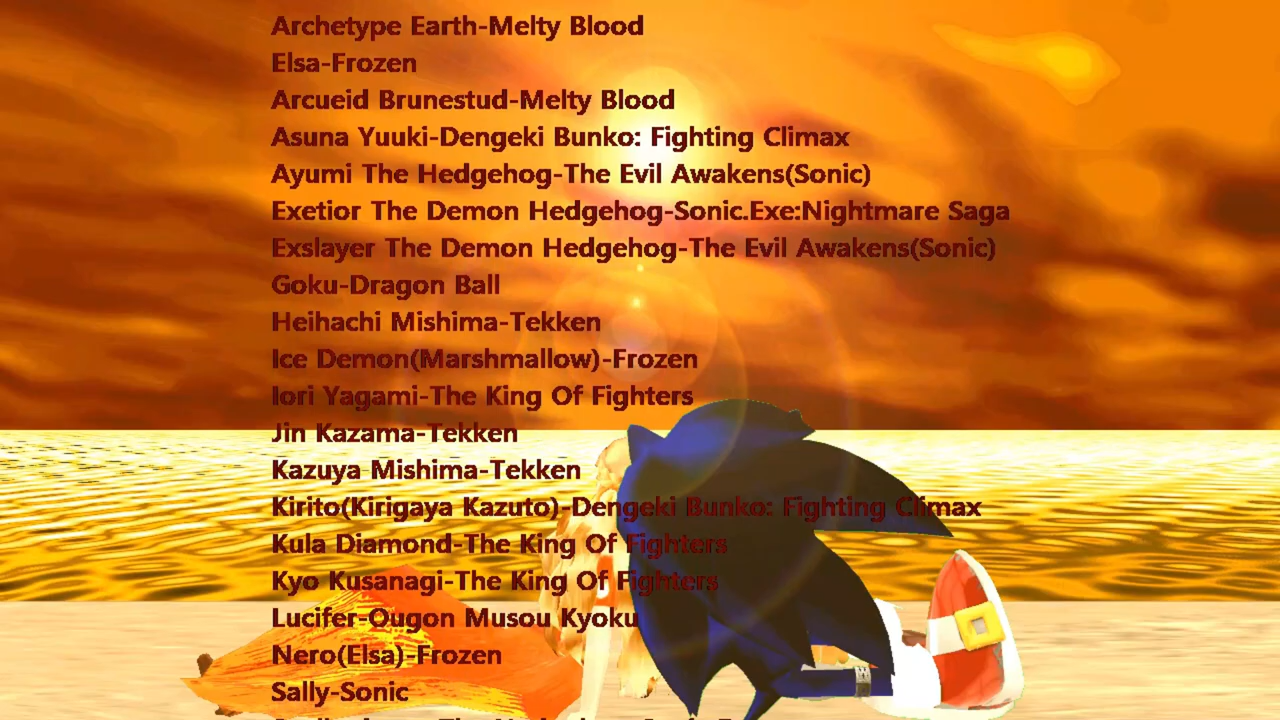 Archetype Earth-Melty Blood
Elsa-Frozen
Arcueid Brunestud-Melty Blood
Asuna Yuuki-Dengeki Bunko: Fighting Climax
Ayumi The Hedgehog-The Evil Awakens(Sonic)
Exetior The Demon Hedgehog-Sonic.Exe:Nightmare Saga
Exslayer The Demon Hedgehog-The Evil Awakens(Sonic)
Goku-Dragon Ball
Heihachi Mishima-Tekken
Ice Demon(Marshmallow)-Frozen
Iori Yagami-The King Of Fighters
Jin Kazama-Tekken
Kazuya Mishima-Tekken
Kirito(Kirigaya Kazuto)-Dengeki Bunko: Fighting Climax
Kula Diamond-The King Of Fighters
Kyo Kusanagi-The King Of Fighters
Lucifer-Ougon Musou Kyoku
Nero(Elsa)-Frozen
Sally-Sonic